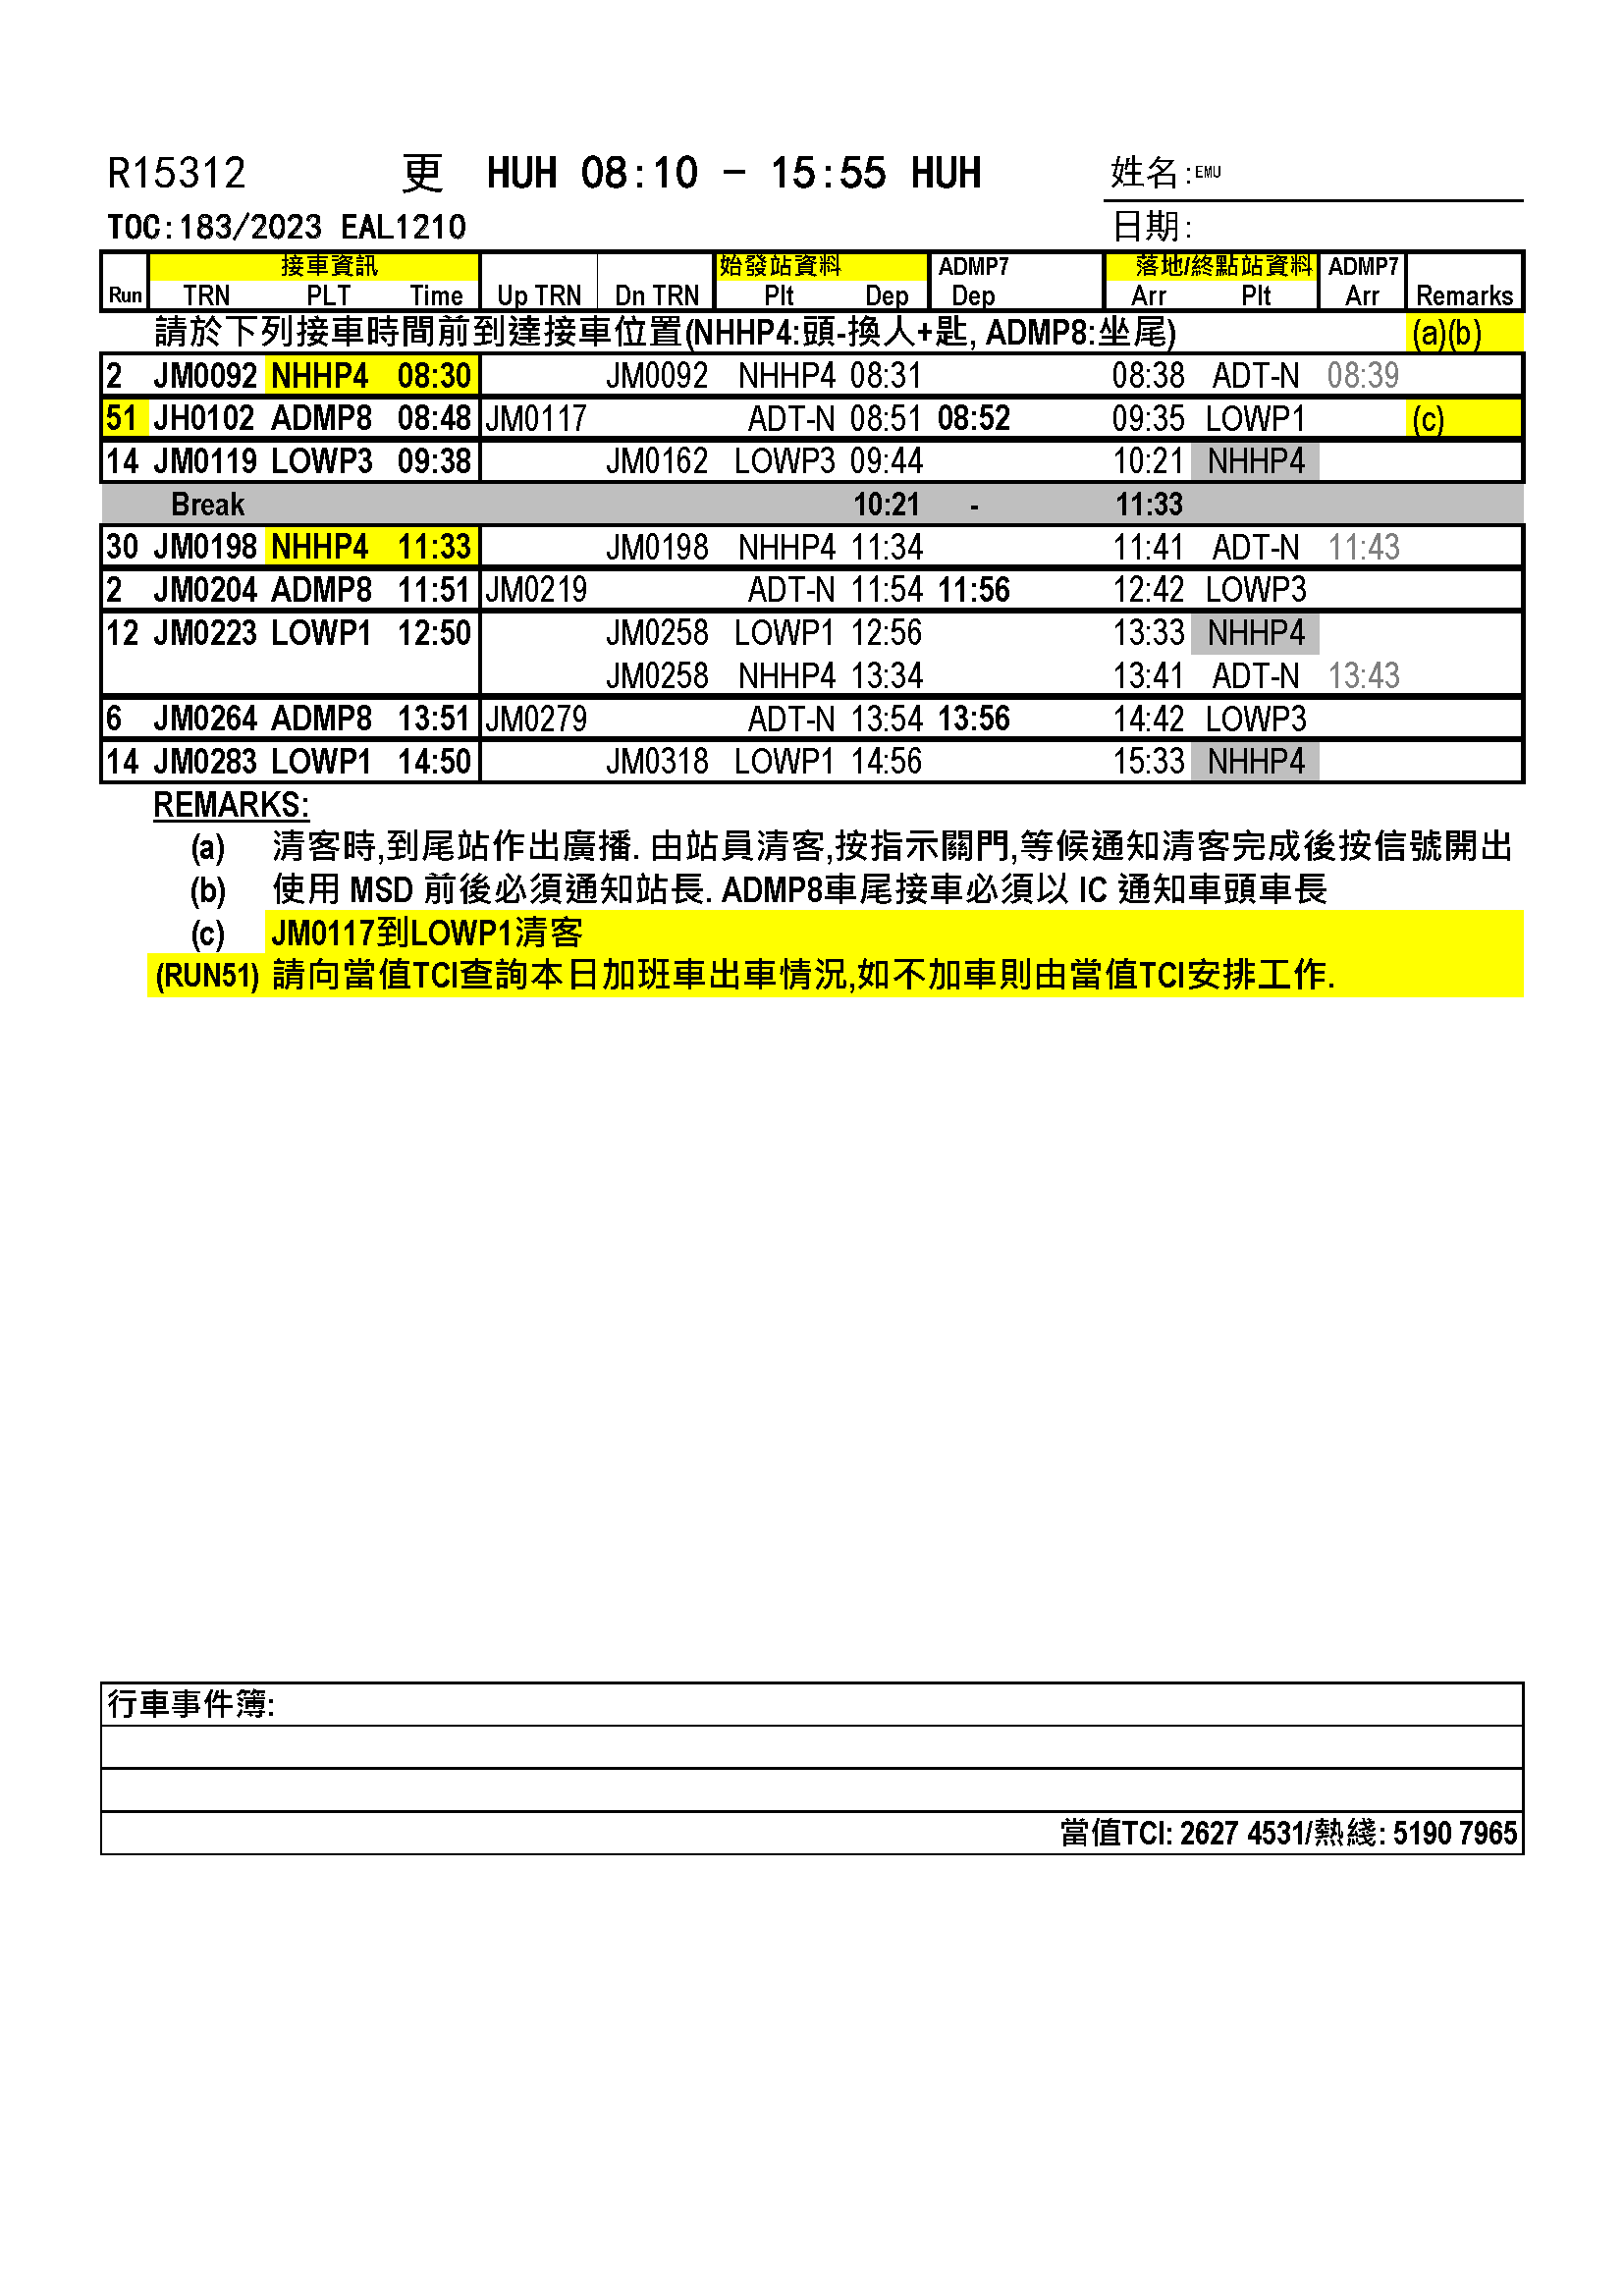 R15312 更 HUH 08:10 - 15:55 HUH 姓名:EMU
TOC:183/2023 EAL1210 日期:
接車資訊 始發站資料 ADMP7 落地/終點站資料 ADMP7
Run TRN PLT Time Up TRN Dn TRN Plt Dep Dep Arr Plt Arr Remarks
請於下列接車時間前到達接車位置(NHHP4:頭-換人+匙, ADMP8:坐尾) (a)(b)
2 JM0092 NHHP4 08:30 JM0092 NHHP4 08:31 08:38 ADT-N 08:39
51 JH0102 ADMP8 08:48 JM0117 ADT-N 08:51 08:52 09:35 LOWP1 (c)
14 JM0119 LOWP3 09:38 JM0162 LOWP3 09:44 10:21 NHHP4
Break 10:21 - 11:33
30 JM0198 NHHP4 11:33 JM0198 NHHP4 11:34 11:41 ADT-N 11:43
2 JM0204 ADMP8 11:51 JM0219 ADT-N 11:54 11:56 12:42 LOWP3
12 JM0223 LOWP1 12:50 JM0258 LOWP1 12:56 13:33 NHHP4
JM0258 NHHP4 13:34 13:41 ADT-N 13:43
6 JM0264 ADMP8 13:51 JM0279 ADT-N 13:54 13:56 14:42 LOWP3
14 JM0283 LOWP1 14:50 JM0318 LOWP1 14:56 15:33 NHHP4
REMARKS:
(a) 清客時,到尾站作出廣播. 由站員清客,按指示關門,等候通知清客完成後按信號開出
(b) 使用 MSD 前後必須通知站長. ADMP8車尾接車必須以 IC 通知車頭車長
(c) JM0117到LOWP1清客
(RUN51) 請向當值TCI查詢本日加班車出車情況,如不加車則由當值TCI安排工作.
行車事件簿:
當值TCI: 2627 4531/熱綫: 5190 7965